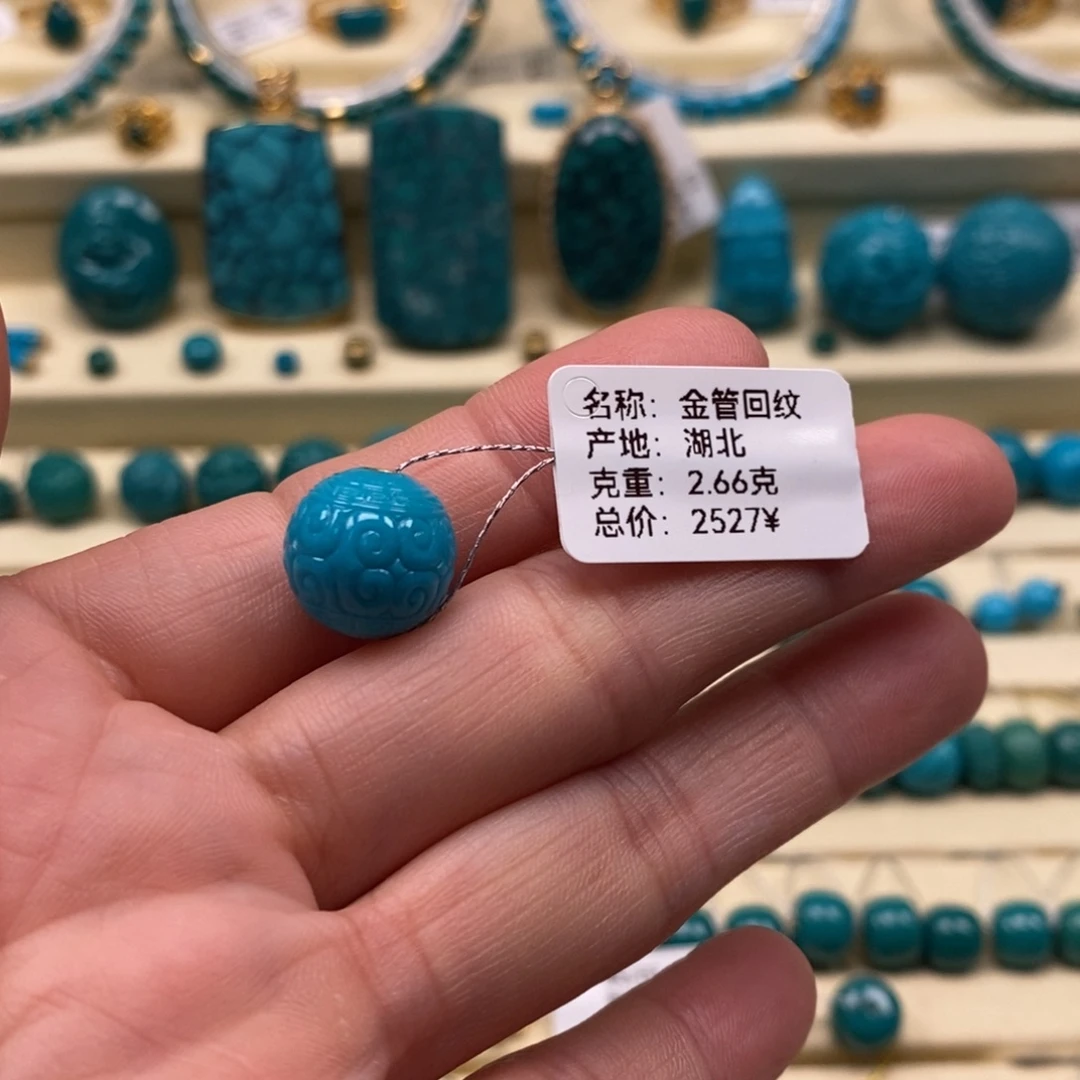 名称: 金管回纹
产地: 湖北
克重: 2.66克
总价: 2527¥